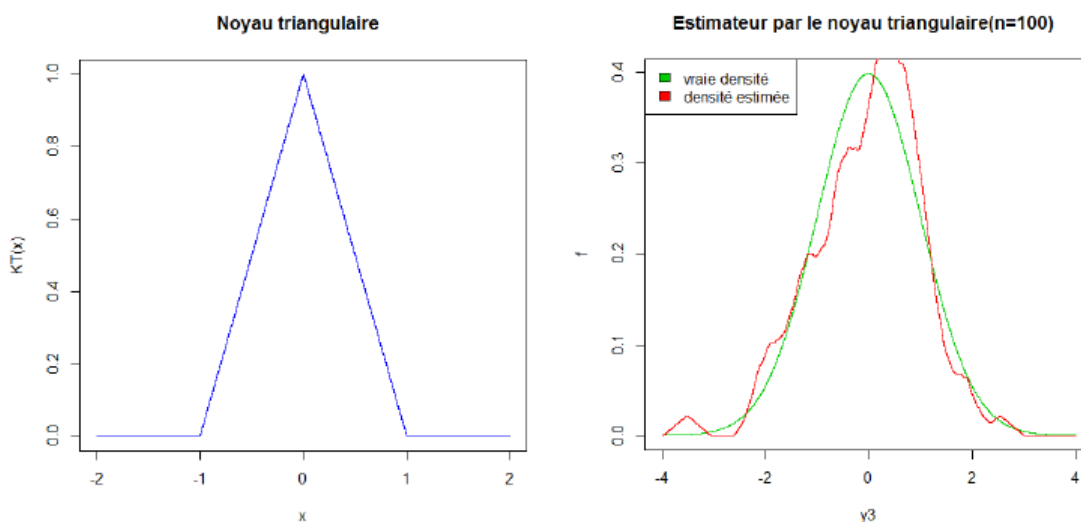 Noyau triangulaire
KT(x)
1.0
0.8
0.6
0.4
0.2
0.0
-2 -1 0 1 2
x
Estimateur par le noyau triangulaire(n=100)
vraie densité
densité estimée
f
0.4
0.3
0.2
0.1
0.0
-4 -2 0 2 4
y3